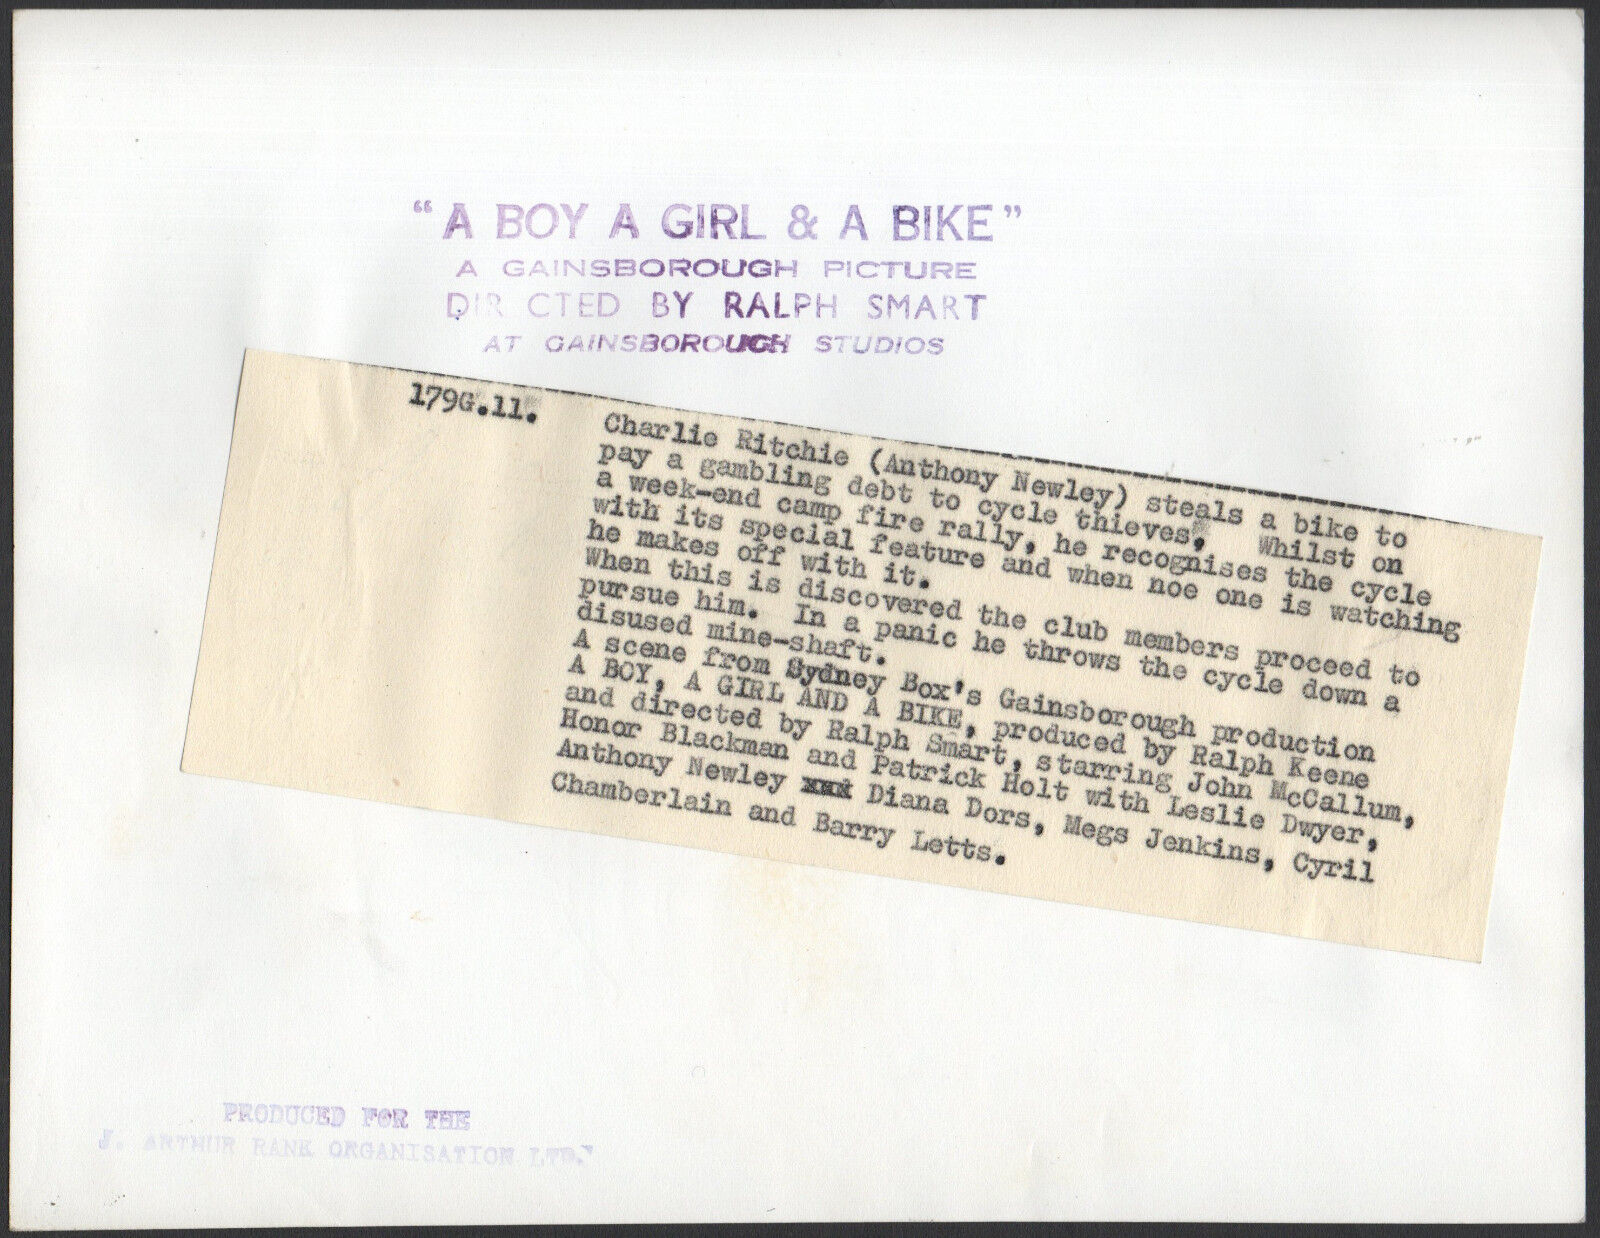 “A BOY A GIRL & A BIKE”
A GAINSBOROUGH PICTURE
DIR CTED BY RALPH SMART
AT GAINSBOROUGH STUDIOS
179G.11. Charlie Ritchie (Anthony Newley) steals a bike to
pay a gambling debt to cycle thieves. Whilst on
a week-end camp fire rally, he recognises the cycle
with its special feature and when noe one is watching
he makes off with it.
When this is discovered the club members proceed to
pursue him. In a panic he throws the cycle down a
disused mine-shaft.
A scene from Sydney Box's Gainsborough production
A BOY, A GIRL AND A BIKE, produced by Ralph Keene
and directed by Ralph Smart, starring John McCallum,
Honor Blackman and Patrick Holt with Leslie Dwyer,
Anthony Newley Diana Dors, Megs Jenkins, Cyril
Chamberlain and Barry Letts.
PRODUCED FOR THE
J. ARTHUR RANK ORGANISATION LTD.